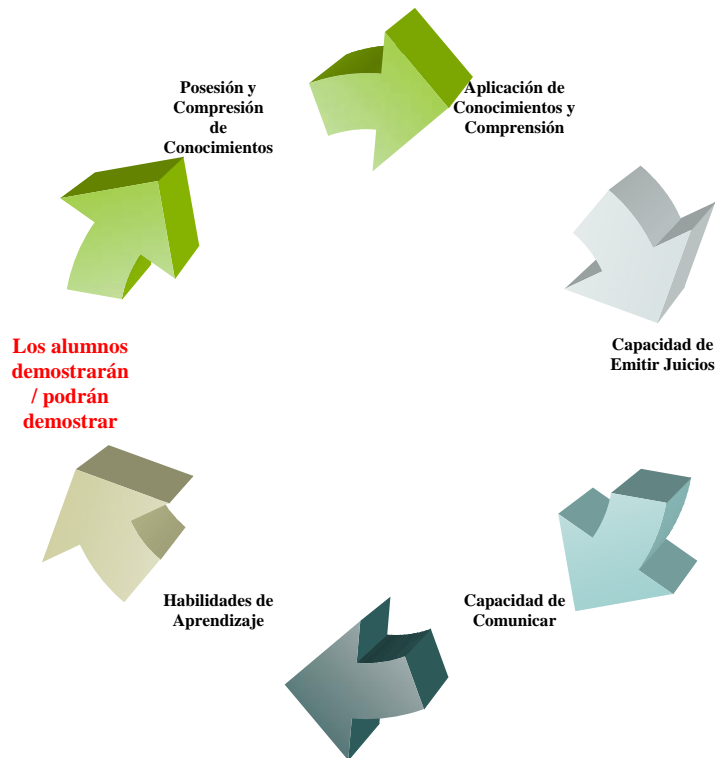 Posesión y
Compresión
de
Conocimientos
Aplicación de
Conocimientos y
Comprensión
Capacidad de
Emitir Juicios
Los alumnos
demostrarán
/ podrán
demostrar
Habilidades de
Aprendizaje
Capacidad de
Comunicar